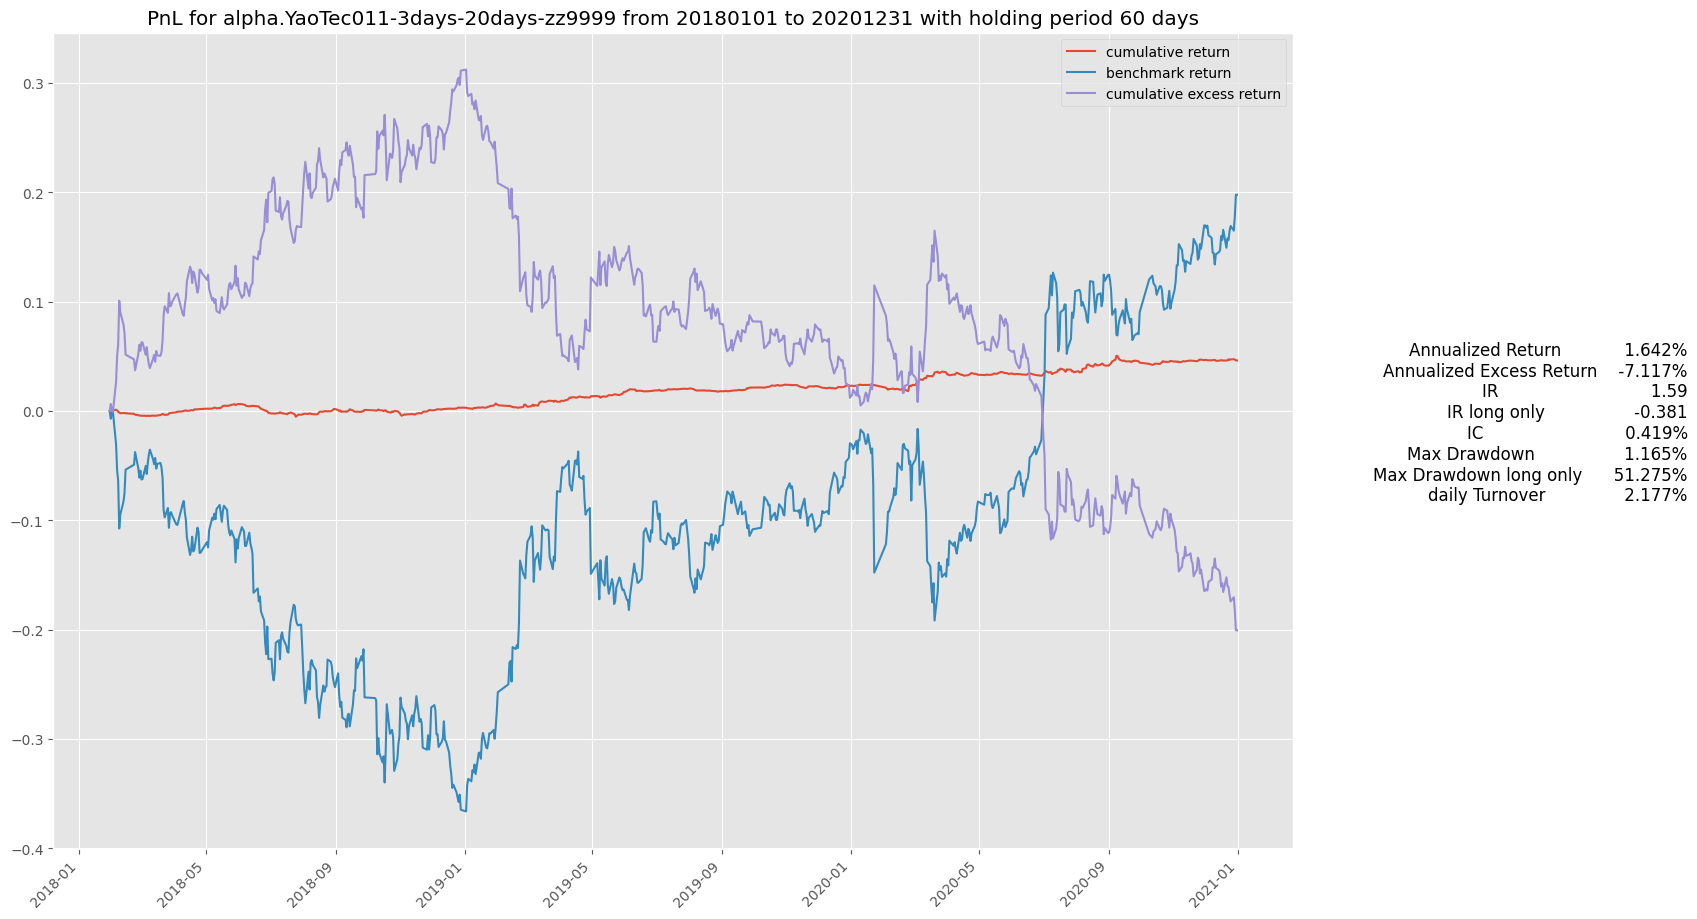 PnL for alpha.YaoTec011-3days-20days-zz9999 from 20180101 to 20201231 with holding period 60 days
cumulative return
benchmark return
cumulative excess return
0.3
0.2
0.1
0.0
−0.1
−0.2
−0.3
−0.4
2018-01
2018-05
2018-09
2019-01
2019-05
2019-09
2020-01
2020-05
2020-09
2021-01
Annualized Return 1.642%
Annualized Excess Return -7.117%
IR 1.59
IR long only -0.381
IC 0.419%
Max Drawdown 1.165%
Max Drawdown long only 51.275%
daily Turnover 2.177%